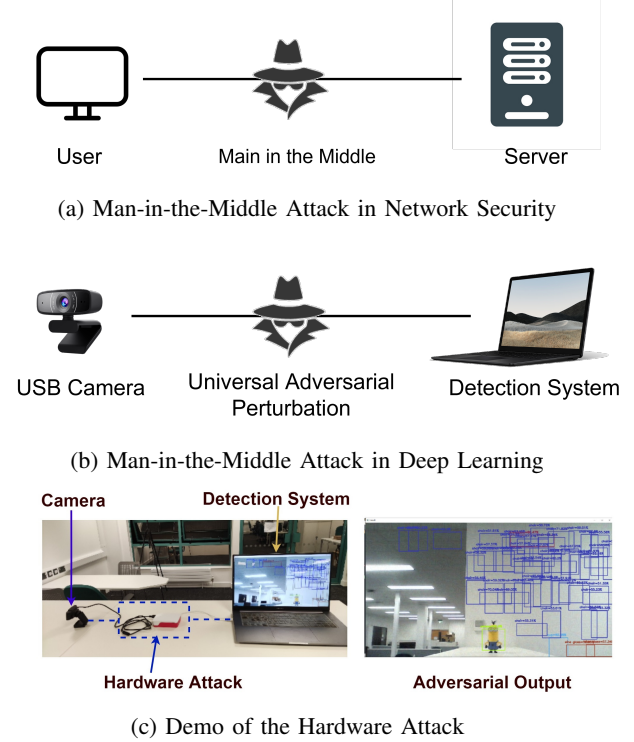 User
Main in the Middle
Server
(a) Man-in-the-Middle Attack in Network Security
USB Camera
Universal Adversarial
Perturbation
Detection System
(b) Man-in-the-Middle Attack in Deep Learning
Camera
Detection System
Hardware Attack
Adversarial Output
(c) Demo of the Hardware Attack